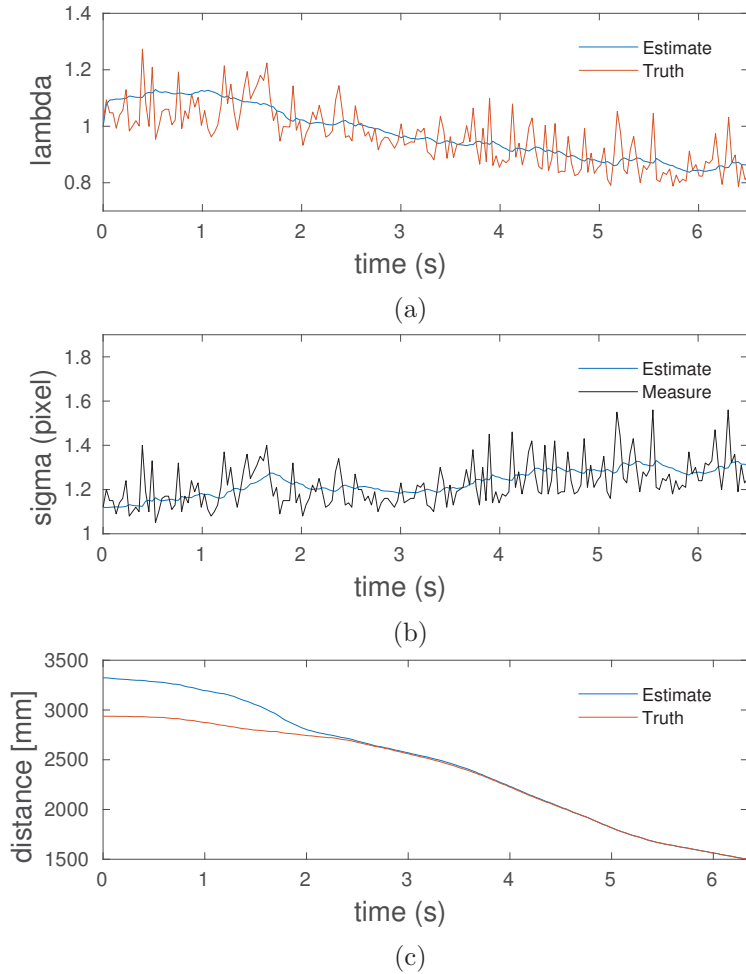 1.4
1.2
1
0.8
lambda
Estimate
Truth
0 1 2 3 4 5 6
time (s)
(a)
1.8
1.6
1.4
1.2
1
sigma (pixel)
Estimate
Measure
0 1 2 3 4 5 6
time (s)
(b)
3500
3000
2500
2000
1500
distance [mm]
Estimate
Truth
0 1 2 3 4 5 6
time (s)
(c)